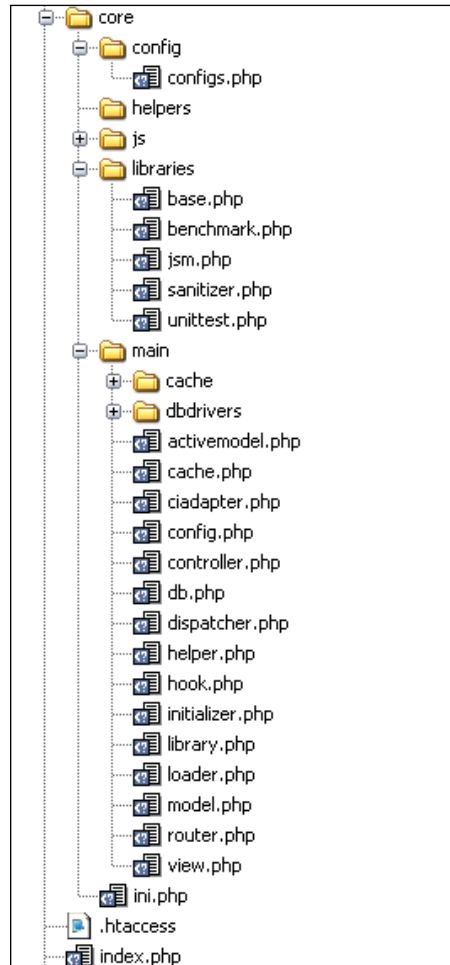 core
config
configs.php
helpers
js
libraries
base.php
benchmark.php
jsm.php
sanitizer.php
unittest.php
main
cache
dbdrivers
activemodel.php
cache.php
ciadapter.php
config.php
controller.php
db.php
dispatcher.php
helper.php
hook.php
initializer.php
library.php
loader.php
model.php
router.php
view.php
ini.php
.htaccess
index.php